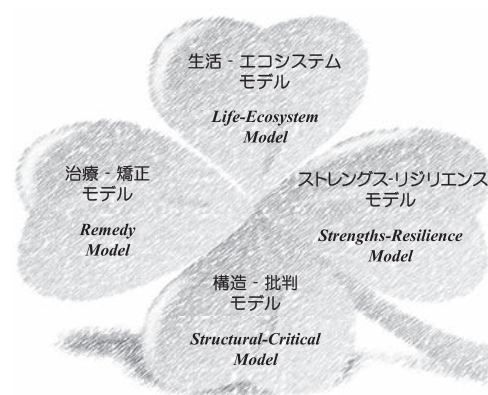 生活 - エコシステム
モデル
Life-Ecosystem
Model
治療 - 矯正
モデル
Remedy
Model
ストレングス-リジリエンス
モデル
Strengths-Resilience
Model
構造 - 批判
モデル
Structural-Critical
Model